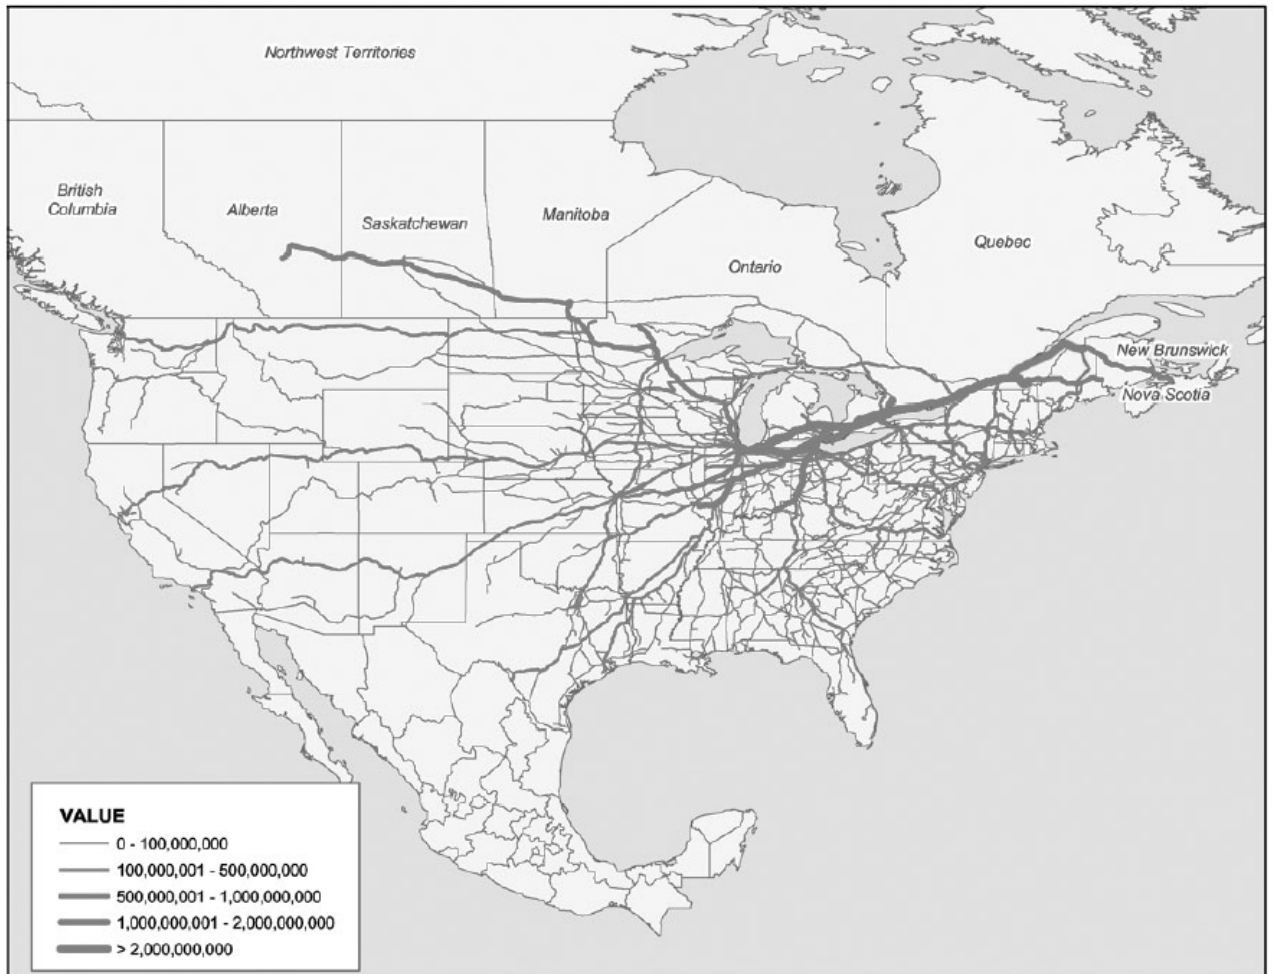 Northwest Territories
British
Columbia
Alberta
Saskatchewan
Manitoba
Ontario
Quebec
New Brunswick
Nova Scotia
VALUE
0 - 100,000,000
100,000,001 - 500,000,000
500,000,001 - 1,000,000,000
1,000,000,001 - 2,000,000,000
> 2,000,000,000